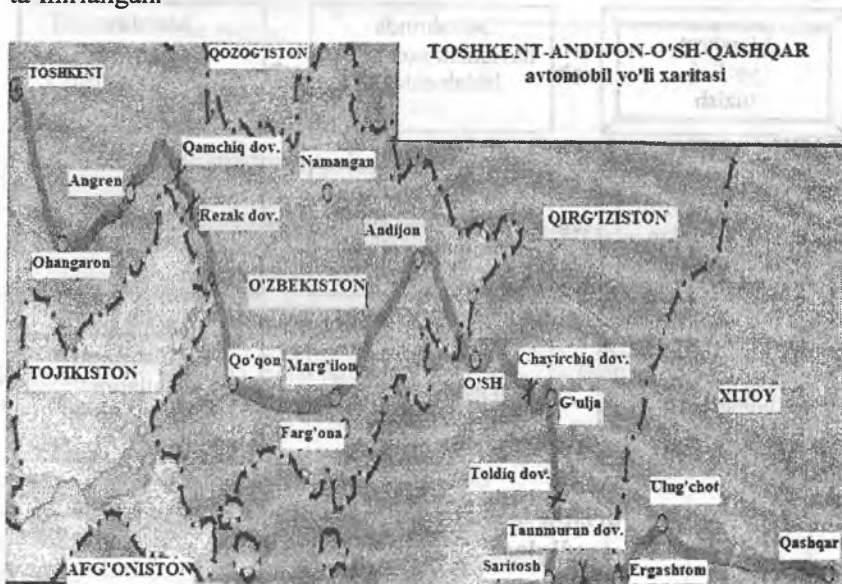 ta'mirlangan.
TOSHKENT-ANDIJON-O'SH-QASHQAR
avtomobil yo'li xaritasi
QOZOG'ISTON
TOSHKENT
Qamchiq dov.
Namangan
Angren
Rezak dov.
QIRG'IZISTON
Andijon
Ohangaron
O'ZBEKISTON
Qo'qon
Marg'ilon
Chayirchiq dov.
TOJIKISTON
O'SH
G'ulja
XITOY
Farg'ona
Toldiq dov.
Ulug'chot
Taunmurun dov.
Qashqar
AFG'ONISTON
Saritosh
Ergashtom